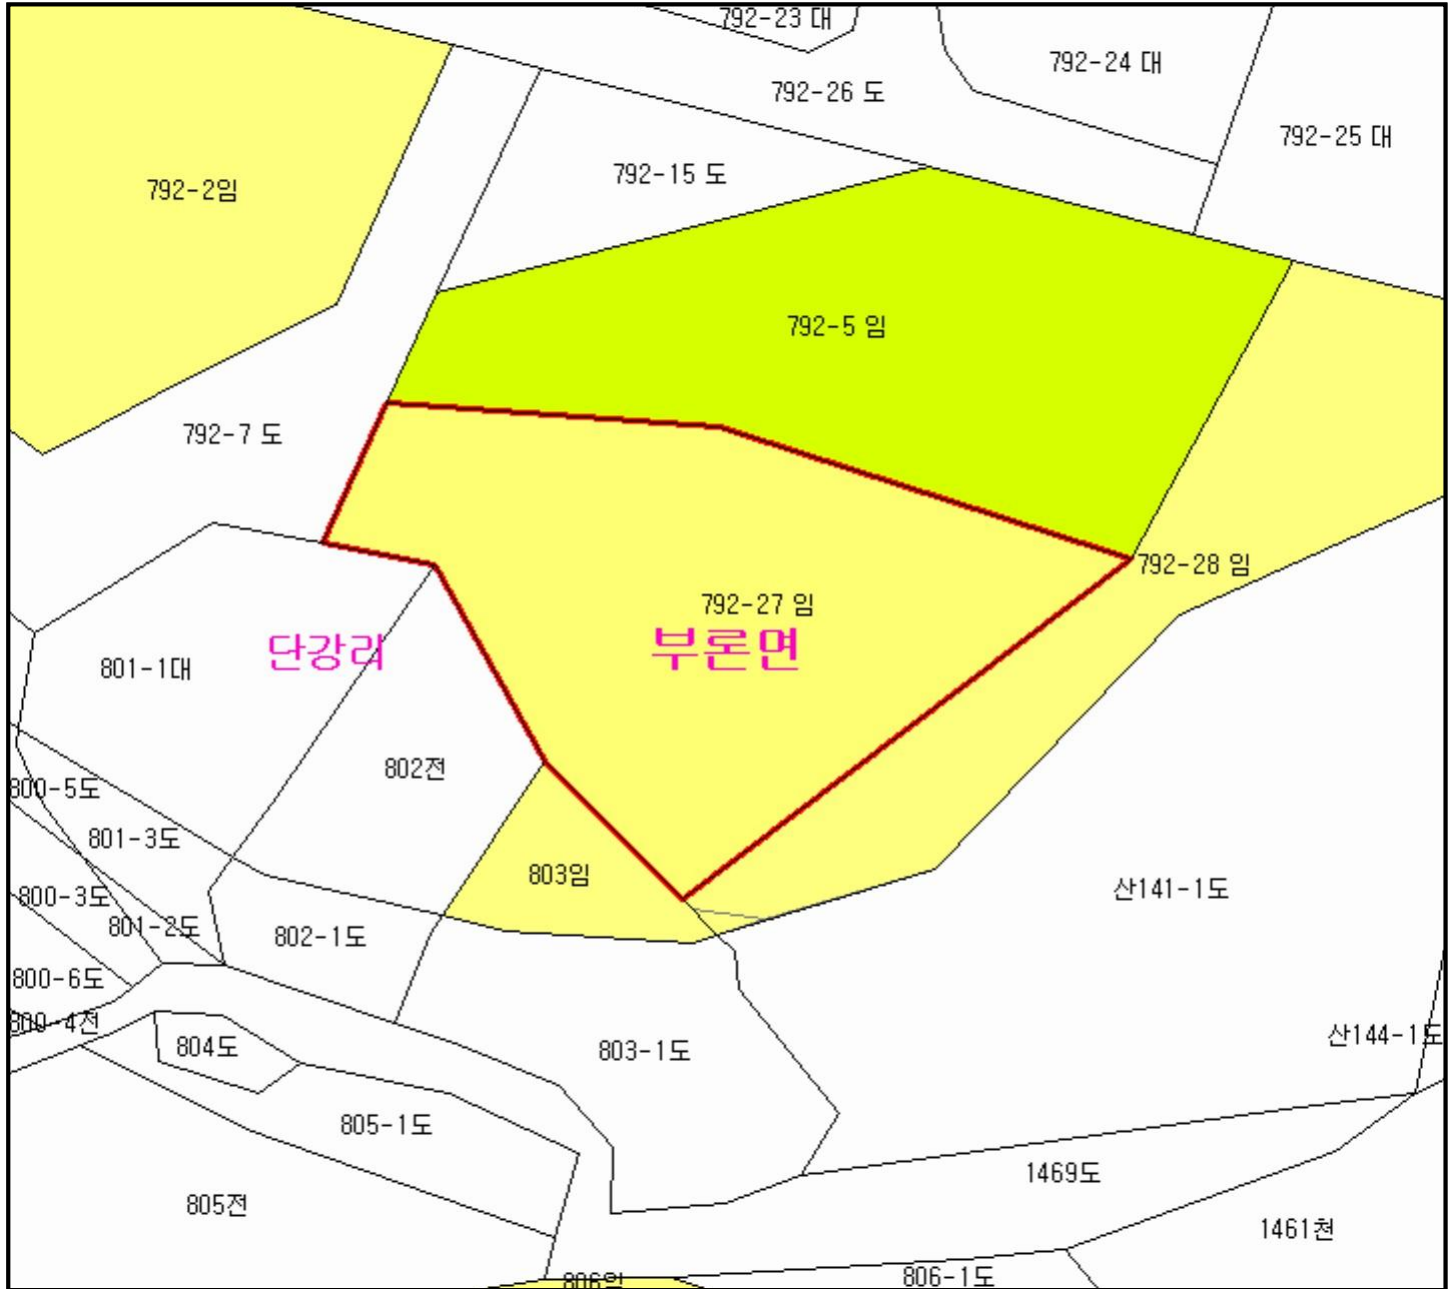 792-23 대
792-24 대
792-26 도
792-25 대
792-15 도
792-2임
792-5 임
792-7 도
792-28 임
792-27 임
단강리
부론면
801-1대
802전
800-5도
801-3도
803임
산141-1도
800-3도
801-2도
802-1도
800-6도
800-4전
804도
803-1도
산144-1도
805-1도
1469도
805전
1461천
806임
806-1도